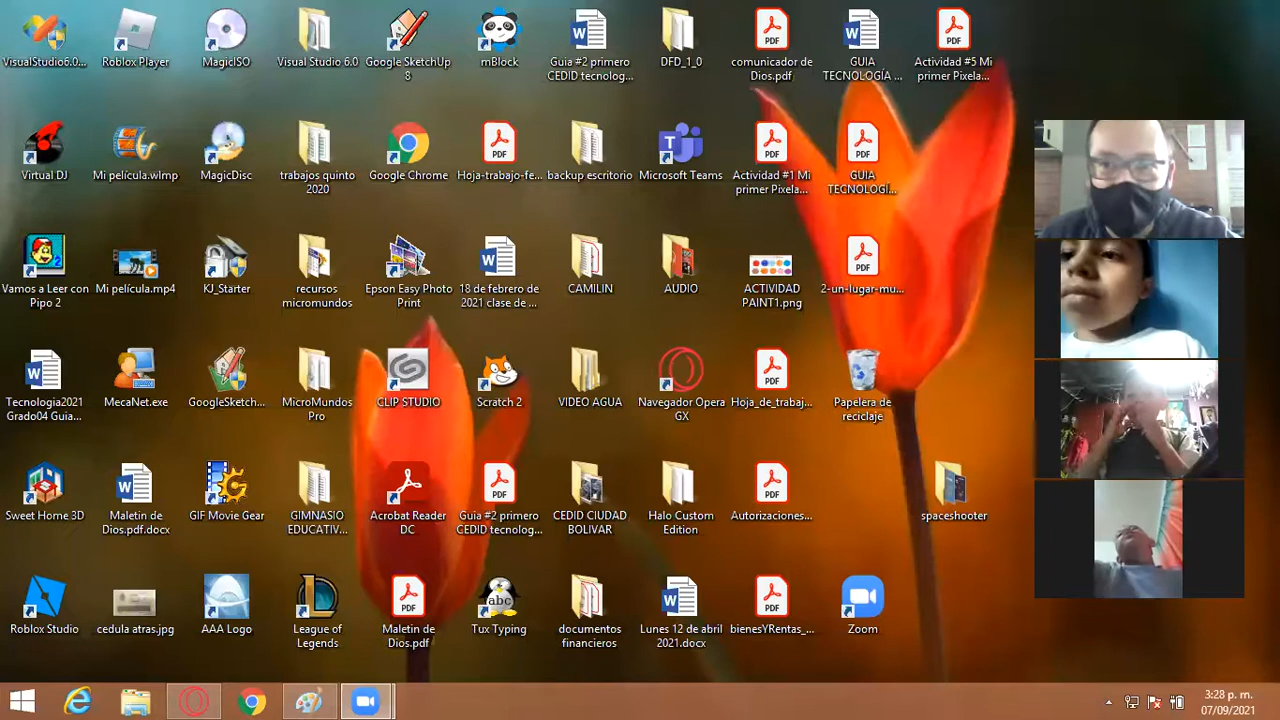 VisualStudio6.0...
Roblox Player
MagicISO
Visual Studio 6.0
Google SketchUp
8
mBlock
Guia #2 primero
CEDID tecnolog...
DFD_1_0
comunicador de
Dios.pdf
GUIA
TECNOLOGÍA ...
Actividad #5 Mi
primer Pixela...
Virtual DJ
Mi película.wlmp
MagicDisc
trabajos quinto
2020
Google Chrome
Hoja-trabajo-fe...
backup escritorio
Microsoft Teams
Actividad #1 Mi
primer Pixela...
GUIA
TECNOLOGÍ...
Vamos a Leer con
Pipo 2
Mi película.mp4
KJ_Starter
recursos
micromundos
Epson Easy Photo
Print
18 de febrero de
2021 clase de ...
CAMILIN
AUDIO
ACTIVIDAD
PAINT1.png
2-un-lugar-mu...
Tecnologia2021
Grado04 Guia...
MecaNet.exe
GoogleSketch...
MicroMundos
Pro
CLIP STUDIO
Scratch 2
VIDEO AGUA
Navegador Opera
GX
Hoja_de_trabaj...
Papelera de
reciclaje
Sweet Home 3D
Maletin de
Dios.pdf.docx
GIF Movie Gear
GIMNASIO
EDUCATIV...
Acrobat Reader
DC
Guia #2 primero
CEDID tecnolog...
CEDID CIUDAD
BOLIVAR
Halo Custom
Edition
Autorizaciones...
spaceshooter
Roblox Studio
cedula atras.jpg
AAA Logo
League of
Legends
Maletin de
Dios.pdf
abc
Tux Typing
documentos
financieros
Lunes 12 de abril
2021.docx
bienesYRentas_...
Zoom
3:28 p. m.
07/09/2021